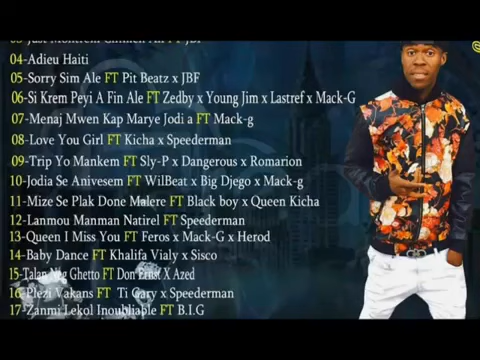 04-Adieu Haiti
05-Sorry Sim Ale FT Pit Beatz x JBF
06-Si Krem Peyi A Fin Ale FT Zedby x Young Jim x Lastref x Mack-G
07-Menaj Mwen Kap Marye Jodi a FT Mack-g
08-Love You Girl FT Kicha x Speederman
09-Trip Yo Mankem FT Sly-P x Dangerous x Romarion
10-Jodia Se Anivesem FT WilBeat x Big Djego x Mack-g
11-Mize Se Plak Done Malere FT Black boy x Queen Kicha
12-Lanmou Manman Natirel FT Speederman
13-Queen I Miss You FT Feros x Mack-G x Herod
14-Baby Dance FT Khalifa Vialy x Sisco
15-Talan Neg Ghetto FT Don Ernst X Azed
16-Plezi Vakans FT Ti Gary x Speederman
17-Zanmi Lekol Inoubliable FT B.I.G